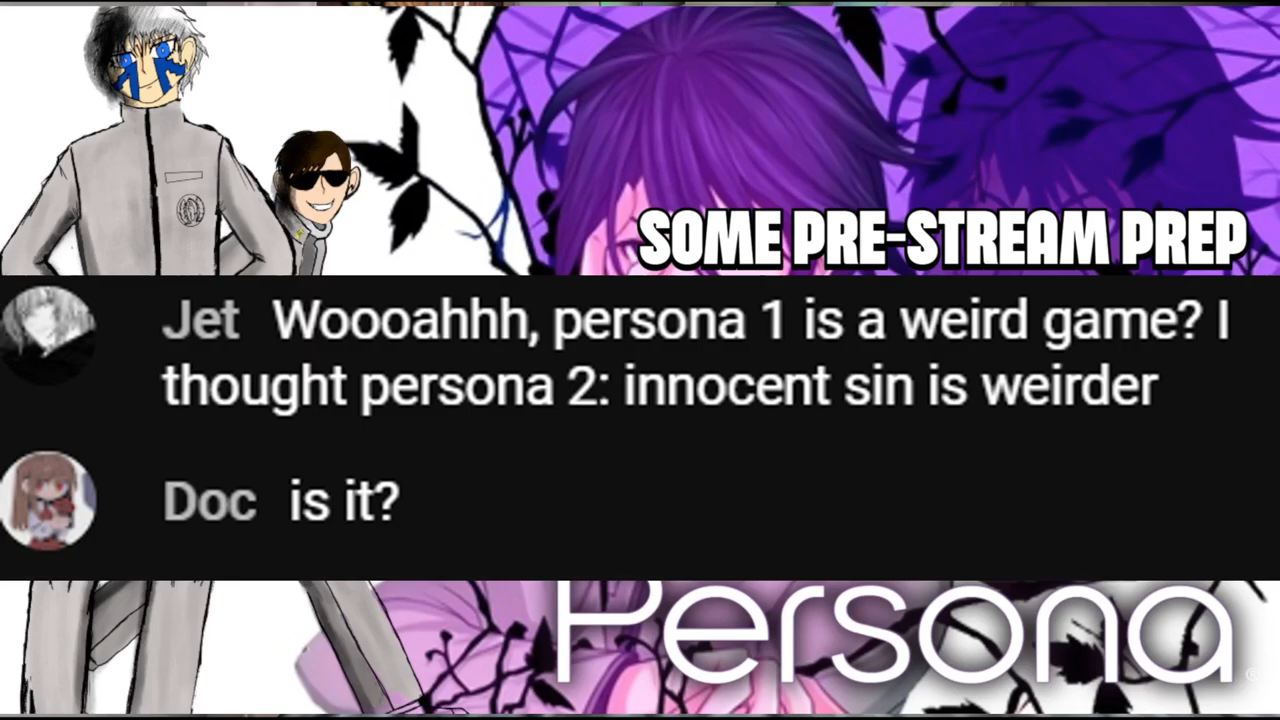 SOME PRE-STREAM PREP
Jet Woooahhh, persona 1 is a weird game? I
thought persona 2: innocent sin is weirder
Doc is it?
Persona